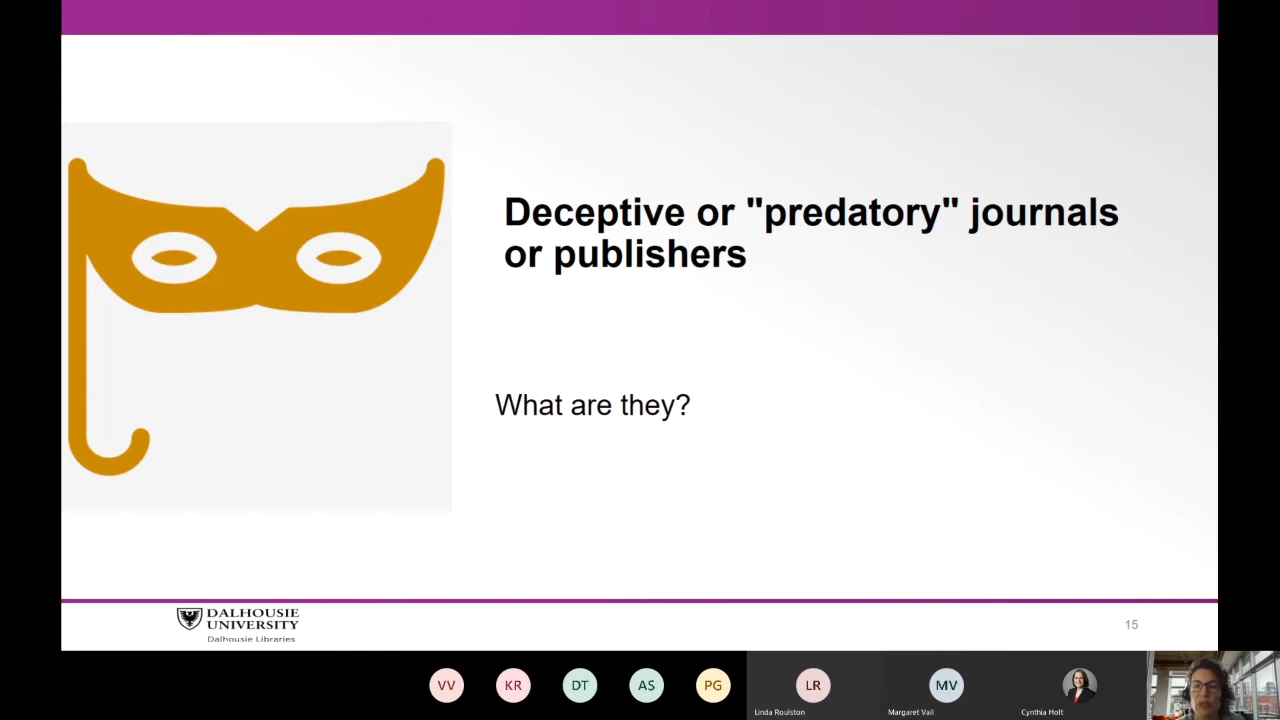 Deceptive or "predatory" journals
or publishers
What are they?
DALHOUSIE
UNIVERSITY
Dalhousie Libraries
15
VV
KR
DT
AS
PG
LR
MV
Linda Roulston
Margaret Vail
Cynthia Holt